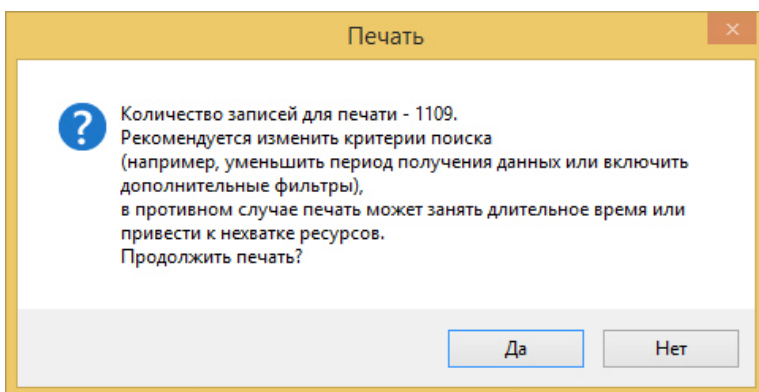 Печать
Количество записей для печати - 1109.
Рекомендуется изменить критерии поиска
(например, уменьшить период получения данных или включить
дополнительные фильтры),
в противном случае печать может занять длительное время или
привести к нехватке ресурсов.
Продолжить печать?
Да
Нет